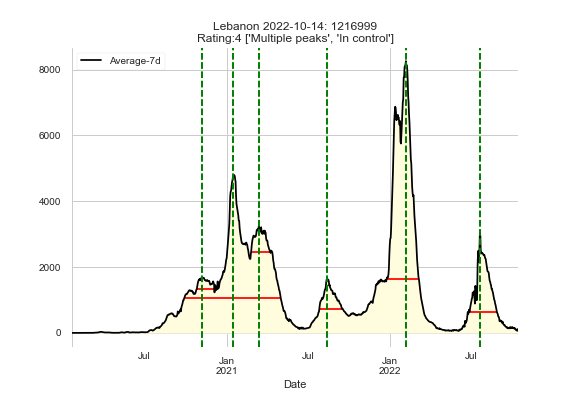 Lebanon 2022-10-14: 1216999
Rating:4 ['Multiple peaks', 'In control']
Average-7d
8000
6000
4000
2000
0
Jul
Jan
2021
Jul
Jan
2022
Jul
Date